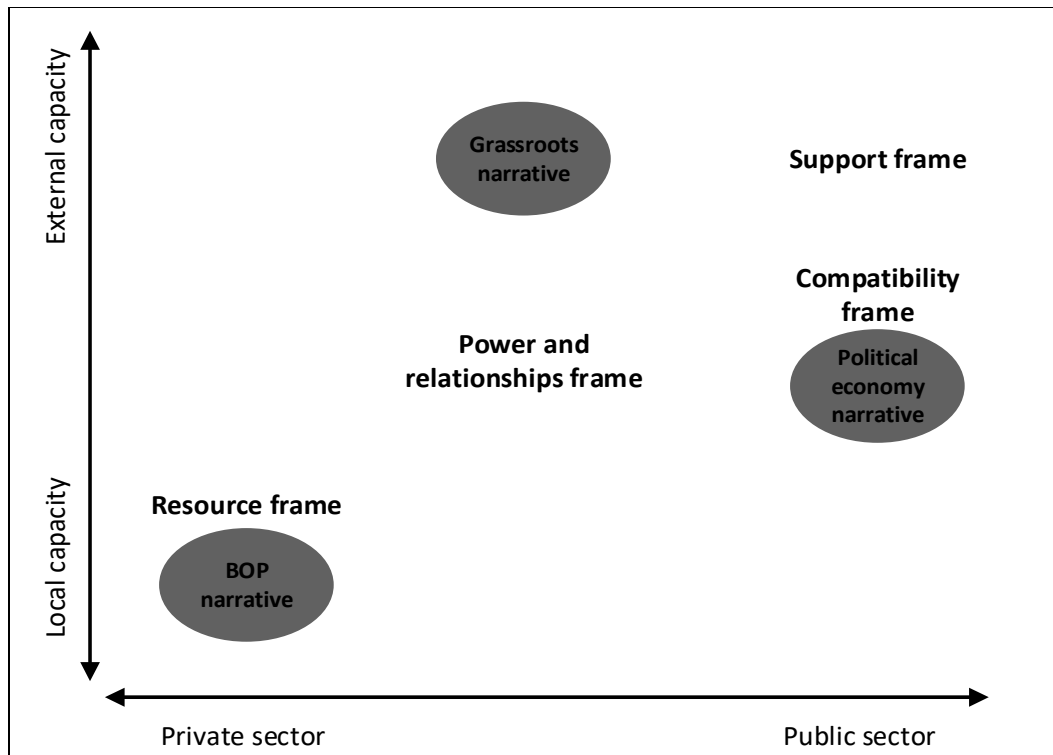 External capacity
Grassroots
narrative
Support frame
Compatibility
frame
Power and
relationships frame
Political
economy
narrative
Local capacity
Resource frame
BOP
narrative
Private sector
Public sector